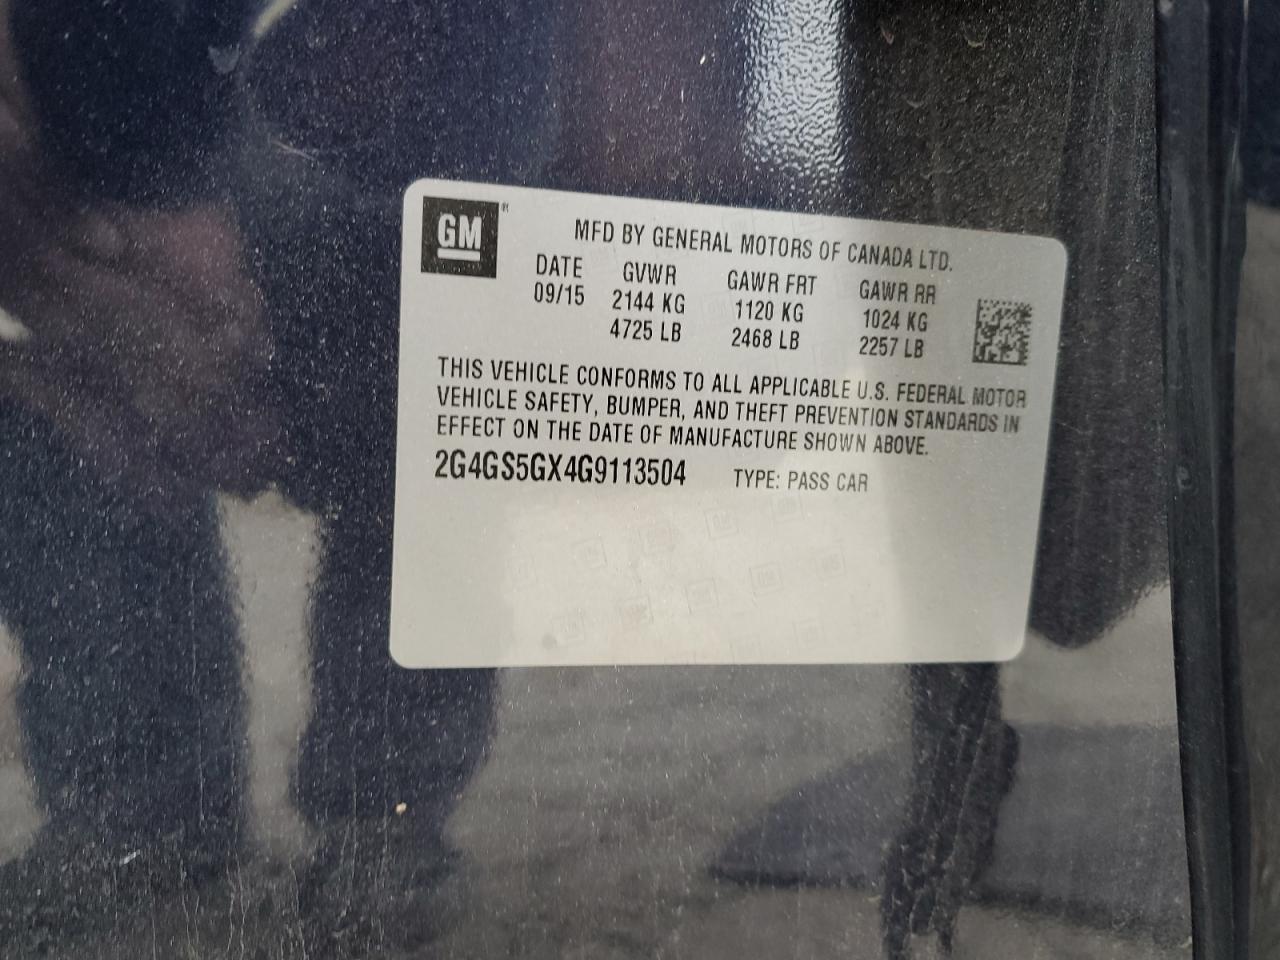 GM
MFD BY GENERAL MOTORS OF CANADA LTD.
DATE GVWR GAWR FRT GAWR RR
09/15 2144 KG 1120 KG 1024 KG
4725 LB 2468 LB 2257 LB
THIS VEHICLE CONFORMS TO ALL APPLICABLE U.S. FEDERAL MOTOR
VEHICLE SAFETY, BUMPER, AND THEFT PREVENTION STANDARDS IN
EFFECT ON THE DATE OF MANUFACTURE SHOWN ABOVE.
2G4GS5GX4G9113504 TYPE: PASS CAR